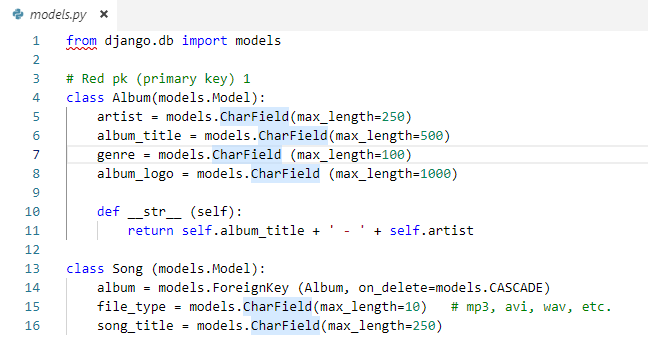 models.py ×
1 from django.db import models
2
3 # Red pk (primary key) 1
4 class Album(models.Model):
5     artist = models.CharField(max_length=250)
6     album_title = models.CharField(max_length=500)
7     genre = models.CharField (max_length=100)
8     album_logo = models.CharField (max_length=1000)
9
10     def __str__ (self):
11         return self.album_title + ' - ' + self.artist
12
13 class Song (models.Model):
14     album = models.ForeignKey (Album, on_delete=models.CASCADE)
15     file_type = models.CharField(max_length=10)   # mp3, avi, wav, etc.
16     song_title = models.CharField(max_length=250)